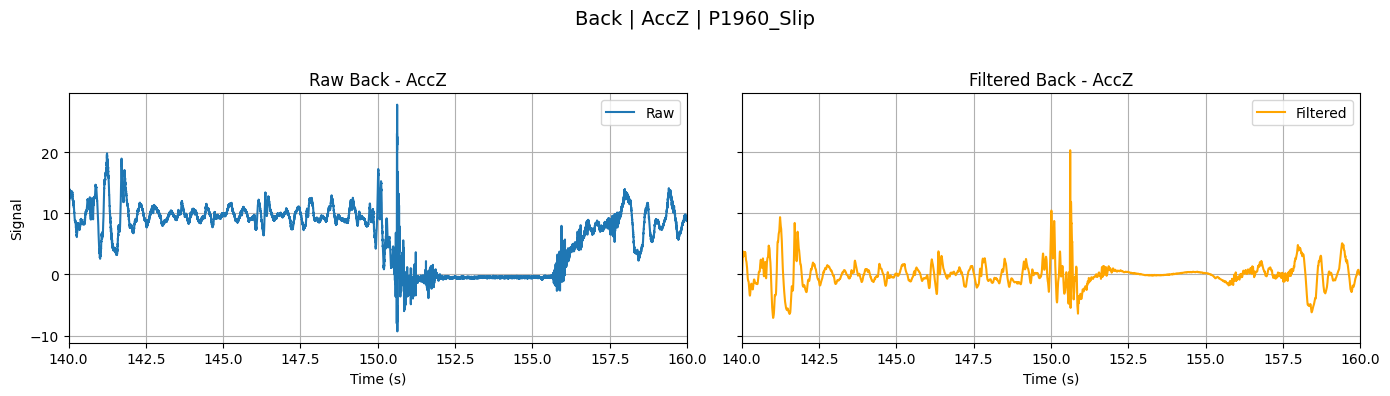 Back | AccZ | P1960_Slip
Raw Back - AccZ
Raw
Signal
20
10
0
−10
140.0 142.5 145.0 147.5 150.0 152.5 155.0 157.5 160.0
Time (s)
Filtered Back - AccZ
Filtered
140.0 142.5 145.0 147.5 150.0 152.5 155.0 157.5 160.0
Time (s)